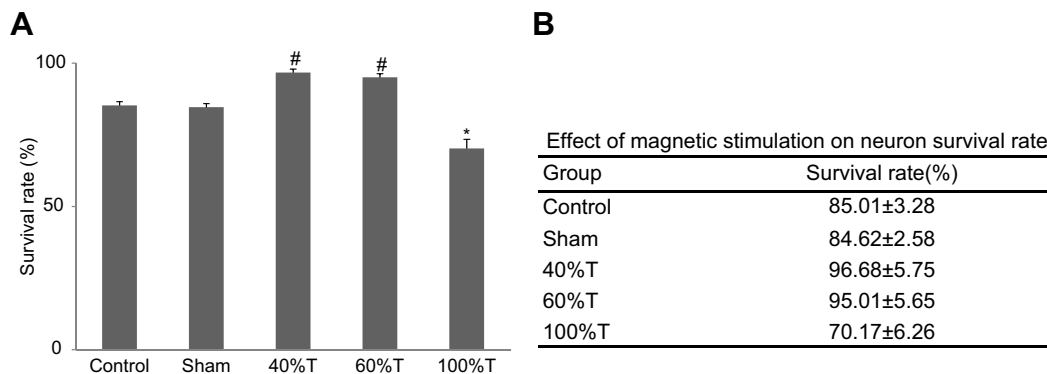 A
B
Survival rate (%)
100
50
0
#
#
*
Control Sham 40%T 60%T 100%T
Effect of magnetic stimulation on neuron survival rate
Group Survival rate(%)
Control 85.01±3.28
Sham 84.62±2.58
40%T 96.68±5.75
60%T 95.01±5.65
100%T 70.17±6.26